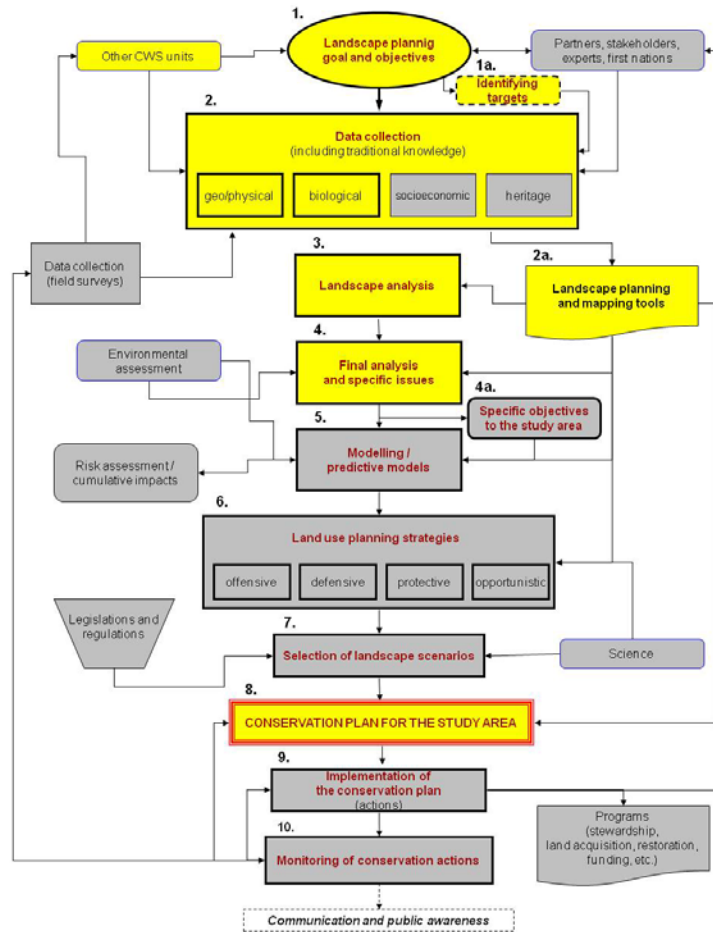 1.
Landscape plannig
goal and objectives
Other CWS units
Partners, stakeholders,
experts, first nations
1a.
Identifying
targets
2.
Data collection
(including traditional knowledge)
geo/physical
biological
socioeconomic
heritage
Data collection
(field surveys)
2a.
Landscape planning
and mapping tools
3.
Landscape analysis
4.
Final analysis
and specific issues
Environmental
assessment
4a.
Specific objectives
to the study area
5.
Modelling /
predictive models
Risk assessment /
cumulative impacts
6.
Land use planning strategies
offensive
defensive
protective
opportunistic
Legislations and
regulations
7.
Selection of landscape scenarios
Science
8.
CONSERVATION PLAN FOR THE STUDY AREA
9.
Implementation of
the conservation plan
(actions)
Programs
(stewardship,
land acquisition, restoration,
funding, etc.)
10.
Monitoring of conservation actions
Communication and public awareness